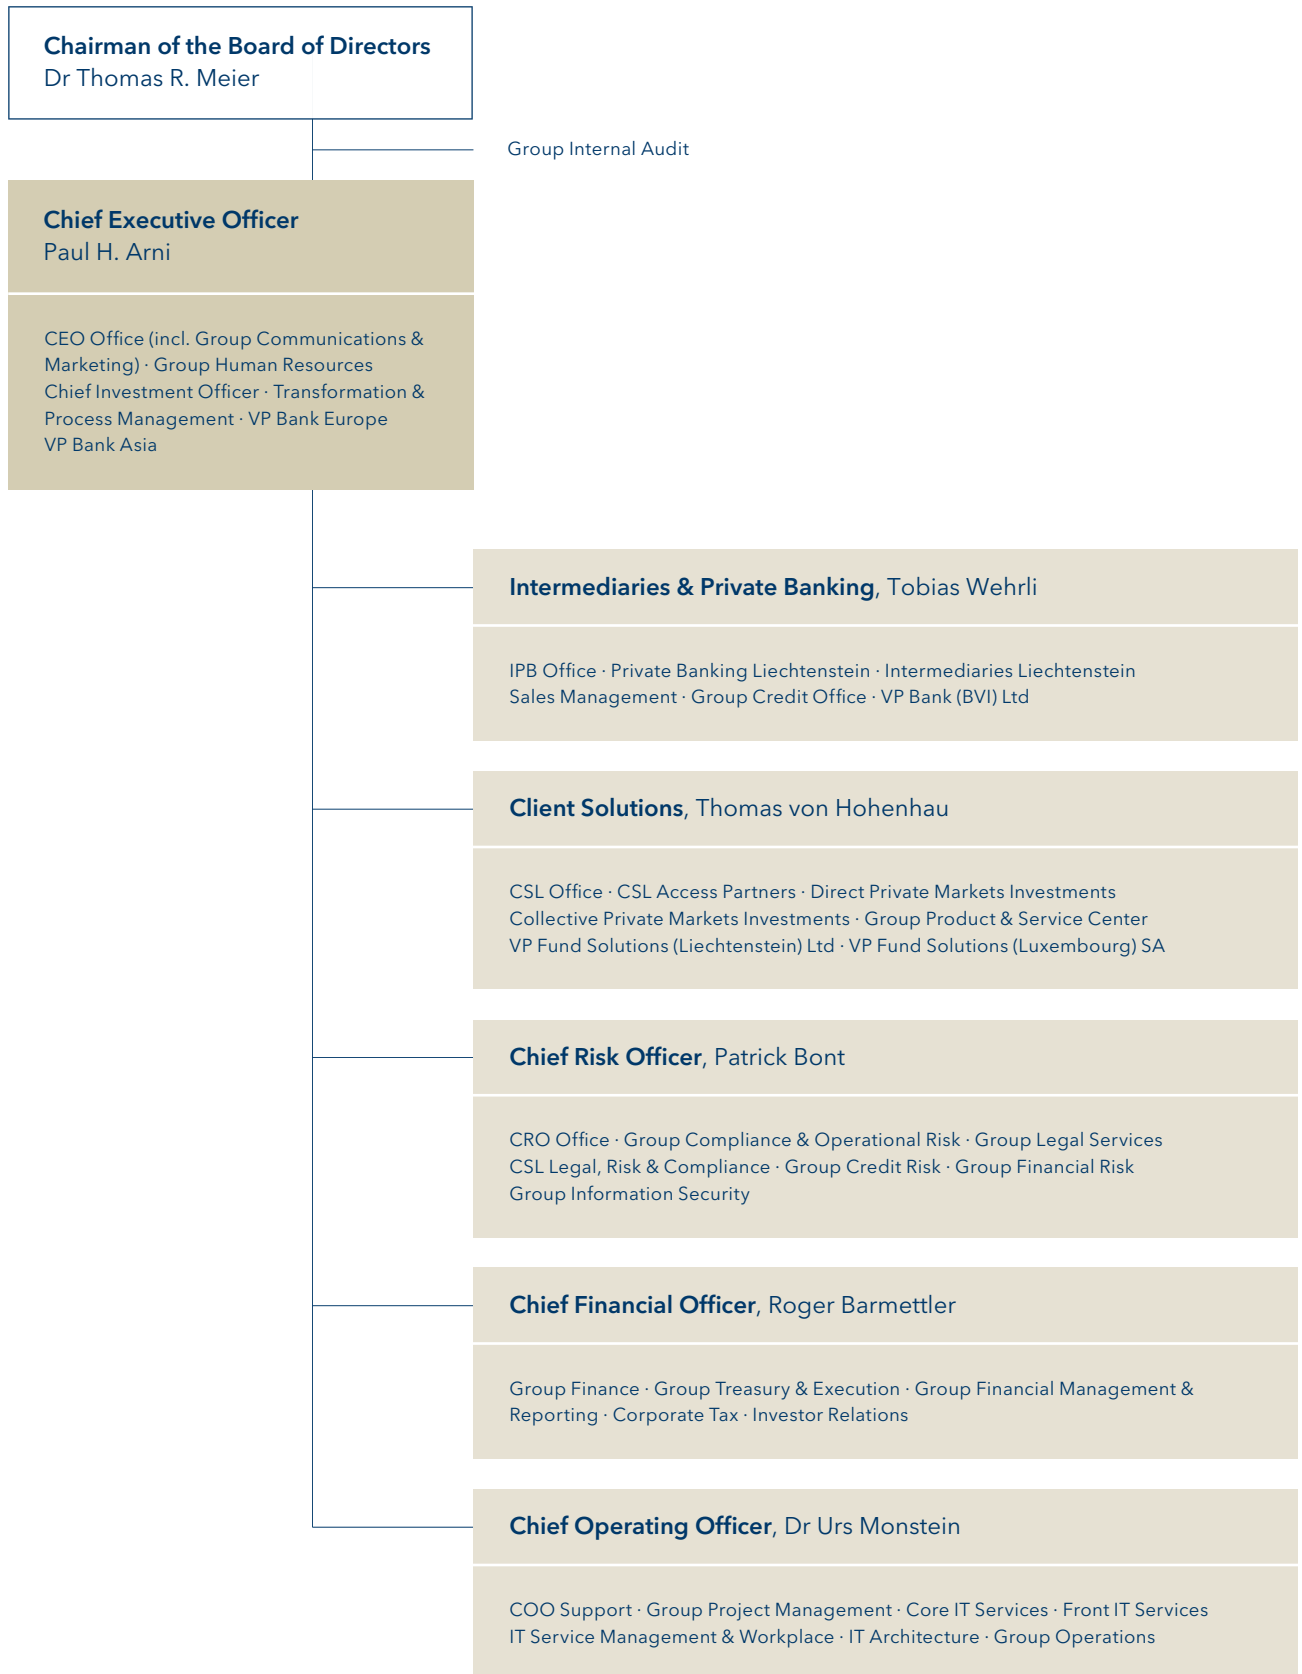 Chairman of the Board of Directors
Dr Thomas R. Meier
Group Internal Audit
Chief Executive Officer
Paul H. Arni
CEO Office (incl. Group Communications &
Marketing) · Group Human Resources
Chief Investment Officer · Transformation &
Process Management · VP Bank Europe
VP Bank Asia
Intermediaries & Private Banking, Tobias Wehrli
IPB Office · Private Banking Liechtenstein · Intermediaries Liechtenstein
Sales Management · Group Credit Office · VP Bank (BVI) Ltd
Client Solutions, Thomas von Hohenhau
CSL Office · CSL Access Partners · Direct Private Markets Investments
Collective Private Markets Investments · Group Product & Service Center
VP Fund Solutions (Liechtenstein) Ltd · VP Fund Solutions (Luxembourg) SA
Chief Risk Officer, Patrick Bont
CRO Office · Group Compliance & Operational Risk · Group Legal Services
CSL Legal, Risk & Compliance · Group Credit Risk · Group Financial Risk
Group Information Security
Chief Financial Officer, Roger Barmettler
Group Finance · Group Treasury & Execution · Group Financial Management &
Reporting · Corporate Tax · Investor Relations
Chief Operating Officer, Dr Urs Monstein
COO Support · Group Project Management · Core IT Services · Front IT Services
IT Service Management & Workplace · IT Architecture · Group Operations